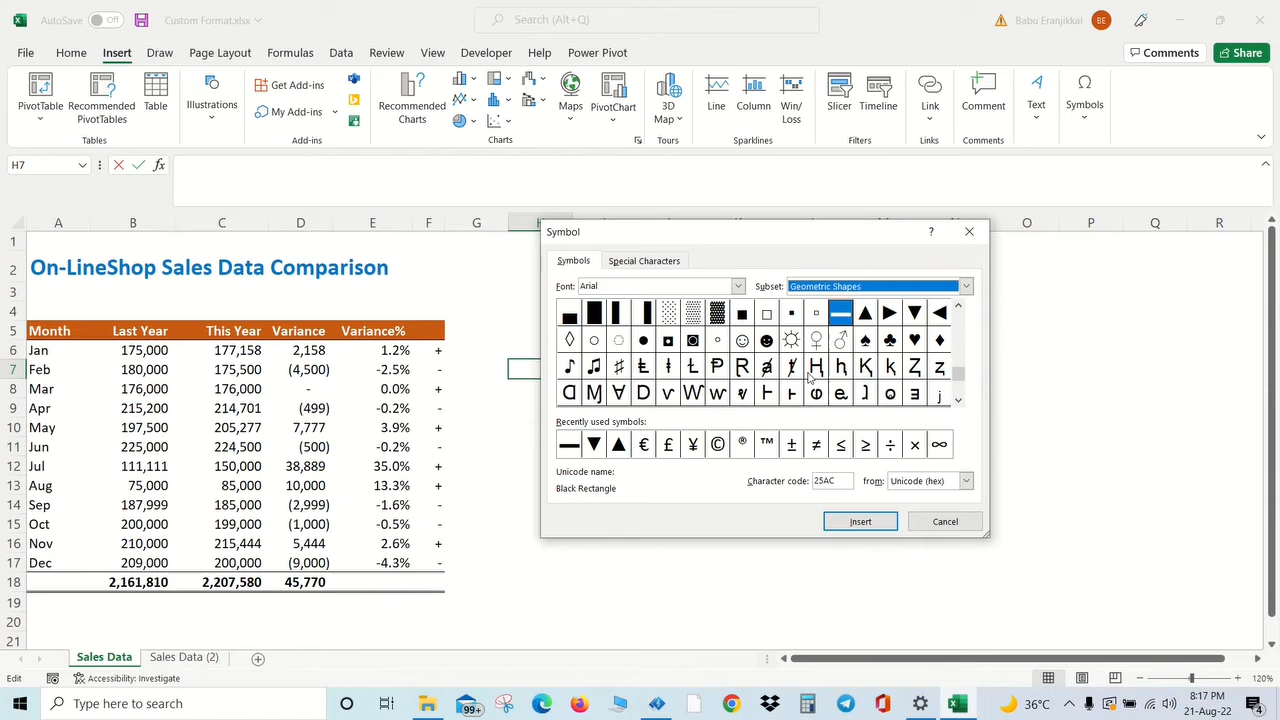 AutoSave Off Custom Format.xlsx Search (Alt+Q) Babu Eranjikkal BE
File Home Insert Draw Page Layout Formulas Data Review View Developer Help Power Pivot Comments Share
PivotTable Recommended PivotTables Table Illustrations Get Add-ins My Add-ins Recommended Charts Maps PivotChart 3D Map Line Column Win/Loss Slicer Timeline Link Comment Text Symbols
Tables Add-ins Charts Tours Sparklines Filters Links Comments
H7 fx
A B C D E F G H O P Q R
1
2 On-LineShop Sales Data Comparison
3
4
5 Month Last Year This Year Variance Variance%
6 Jan 175,000 177,158 2,158 1.2% +
7 Feb 180,000 175,500 (4,500) -2.5% -
8 Mar 176,000 176,000 - 0.0% +
9 Apr 215,200 214,701 (499) -0.2% -
10 May 197,500 205,277 7,777 3.9% +
11 Jun 225,000 224,500 (500) -0.2% -
12 Jul 111,111 150,000 38,889 35.0% +
13 Aug 75,000 85,000 10,000 13.3% +
14 Sep 187,999 185,000 (2,999) -1.6% -
15 Oct 200,000 199,000 (1,000) -0.5% -
16 Nov 210,000 215,444 5,444 2.6% +
17 Dec 209,000 200,000 (9,000) -4.3% -
18 2,161,810 2,207,580 45,770
19
20
21
Symbol ?
Symbols Special Characters
Font: Arial Subset: Geometric Shapes
▄ █ ▌ ▐ ░ ▒ ▓ ■ □ ▪ ▫ ▬ ▲ ► ▼ ◄
◊ ○ ◌ ● ◘ ◙ ◦ ☺ ☻ ☼ ♀ ♂ ♠ ♣ ♥ ♦
♪ ♫ ♯ Ɫ ᵽ Ɽ ⱥ ⱦ Ⱨ ⱨ Ⱪ ⱪ Ⱬ ⱬ
Recently used symbols:
▬ ▼ ▲ € £ ¥ © ® ™ ± ≠ ≤ ≥ ÷ × ∞
Unicode name:
Black Rectangle
Character code: 25AC from: Unicode (hex)
Insert Cancel
Sales Data Sales Data (2)
Edit Accessibility: Investigate 120%
Type here to search 99+ 36°C 8:17 PM
21-Aug-22 4